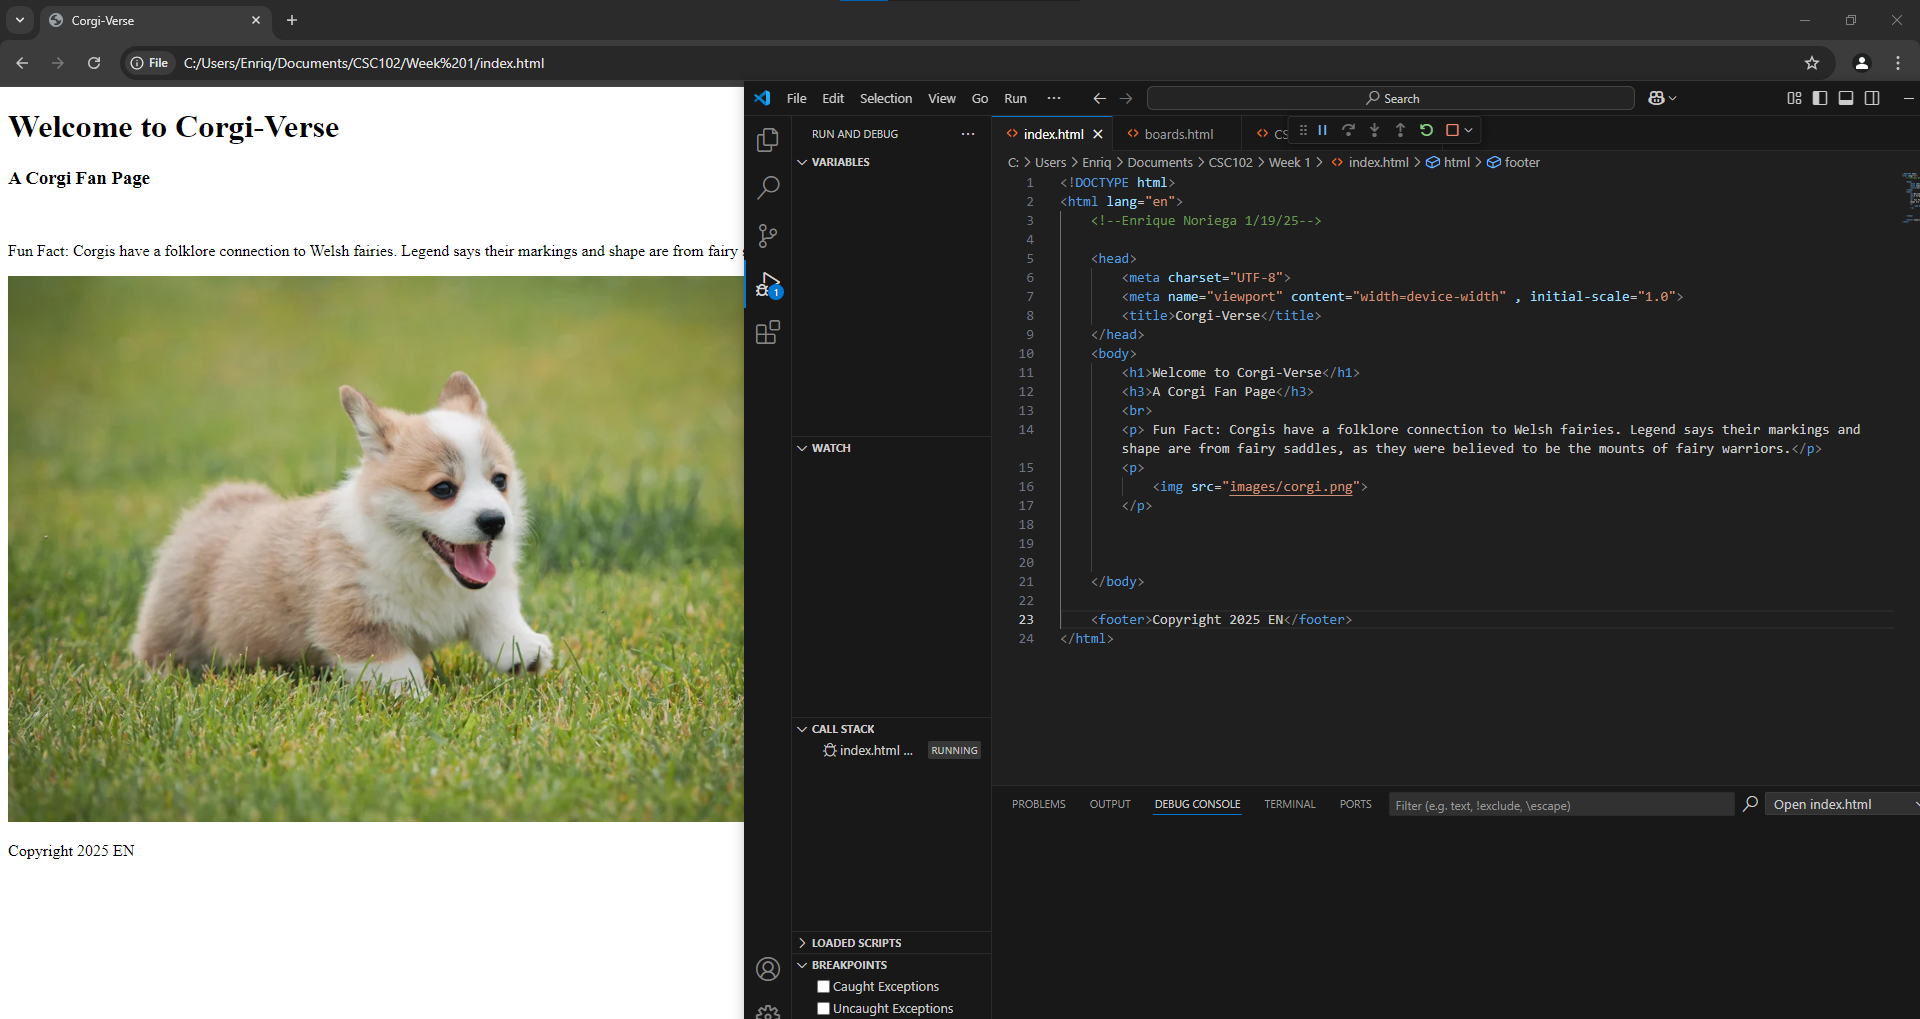 Corgi-Verse
File C:/Users/Enriq/Documents/CSC102/Week%201/index.html
Welcome to Corgi-Verse
A Corgi Fan Page
Fun Fact: Corgis have a folklore connection to Welsh fairies. Legend says their markings and shape are from fairy
Copyright 2025 EN
File Edit Selection View Go Run ··· Search
RUN AND DEBUG ···
VARIABLES
WATCH
CALL STACK
index.html ... RUNNING
LOADED SCRIPTS
BREAKPOINTS
Caught Exceptions
Uncaught Exceptions
1
index.html boards.html CS
C: > Users > Enriq > Documents > CSC102 > Week 1 > index.html > html > footer
1 <!DOCTYPE html>
2 <html lang="en">
3 <!--Enrique Noriega 1/19/25-->
4
5 <head>
6 <meta charset="UTF-8">
7 <meta name="viewport" content="width=device-width" , initial-scale="1.0">
8 <title>Corgi-Verse</title>
9 </head>
10 <body>
11 <h1>Welcome to Corgi-Verse</h1>
12 <h3>A Corgi Fan Page</h3>
13 <br>
14 <p> Fun Fact: Corgis have a folklore connection to Welsh fairies. Legend says their markings and
shape are from fairy saddles, as they were believed to be the mounts of fairy warriors.</p>
15 <p>
16 <img src="images/corgi.png">
17 </p>
18
19
20
21 </body>
22
23 <footer>Copyright 2025 EN</footer>
24 </html>
PROBLEMS OUTPUT DEBUG CONSOLE TERMINAL PORTS Filter (e.g. text, !exclude, \escape) Open index.html